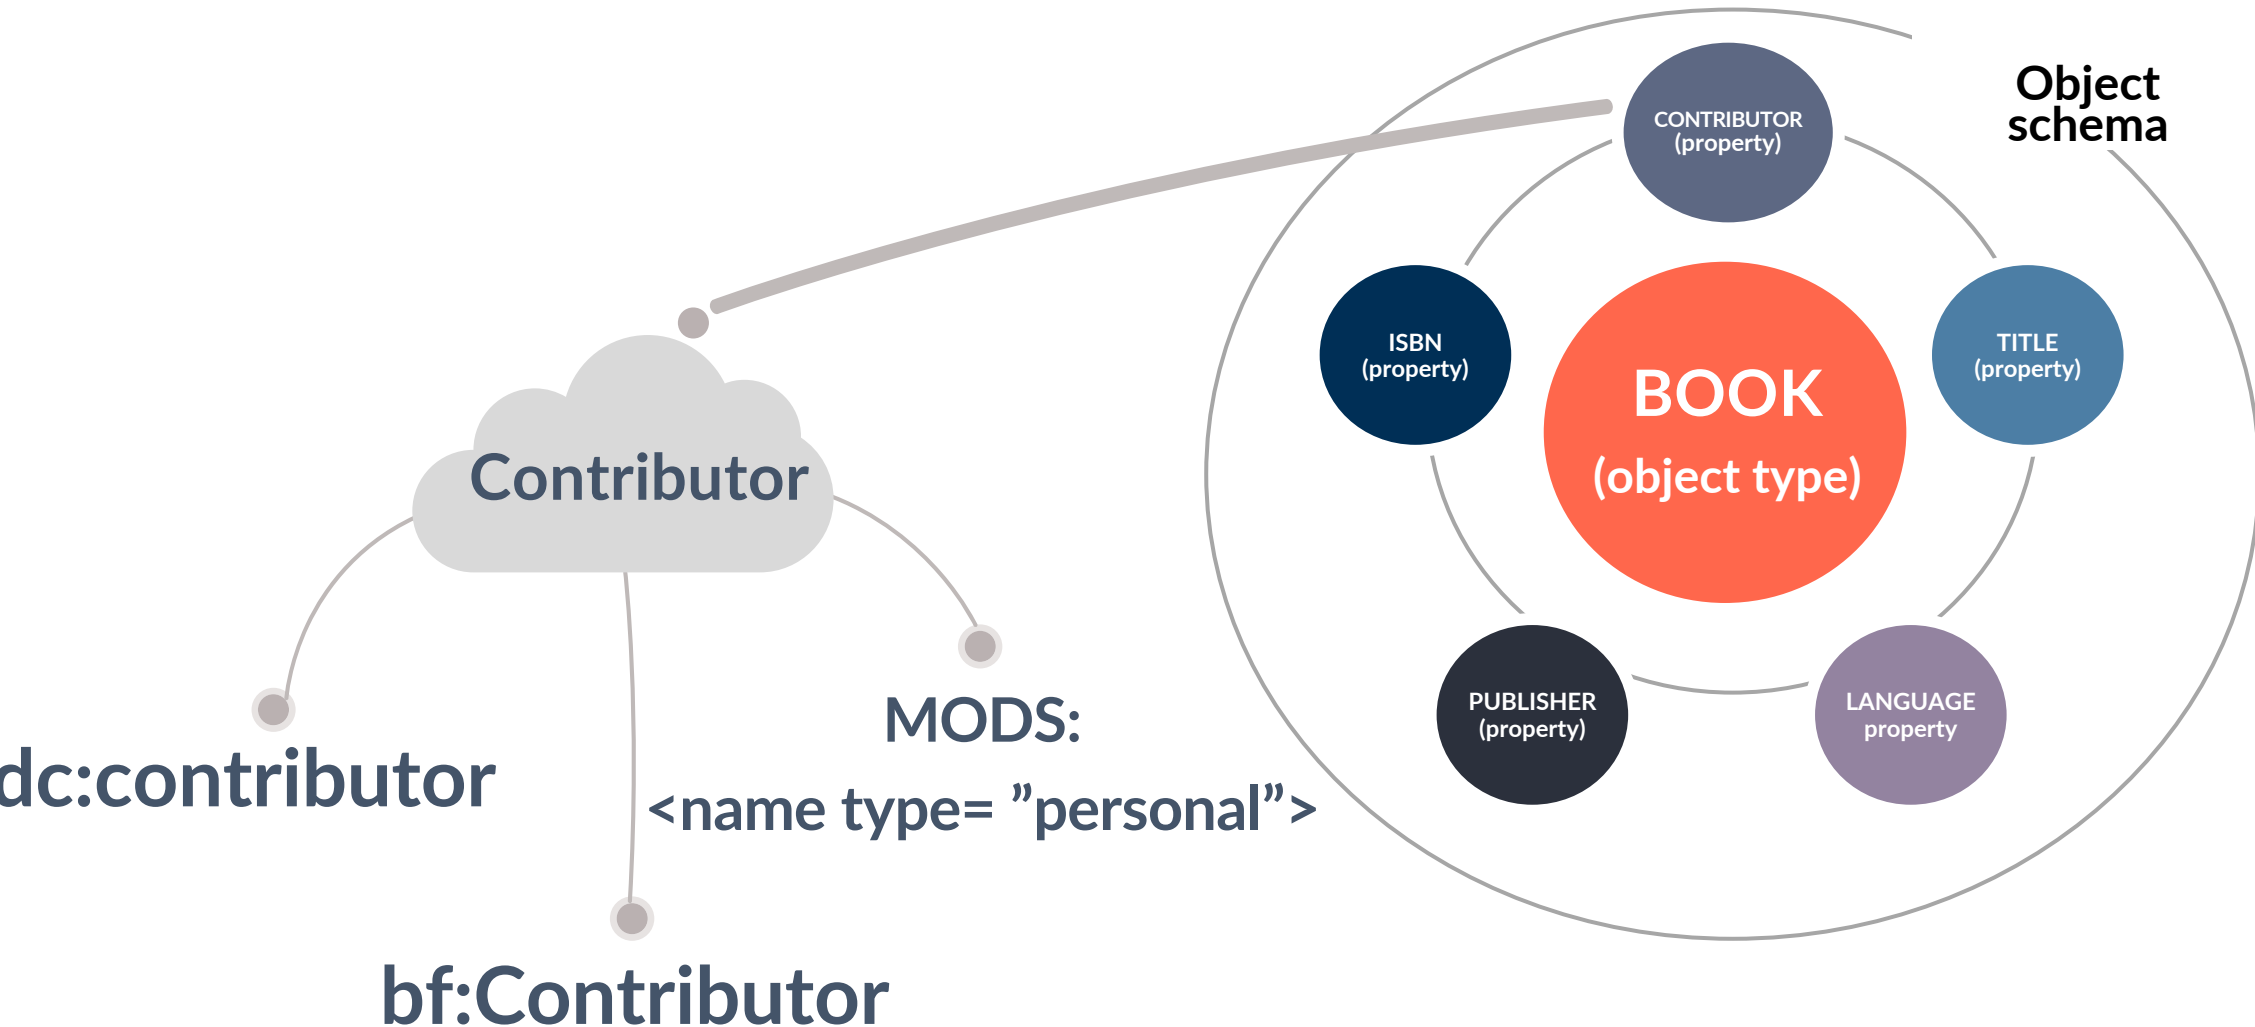 Object
schema
CONTRIBUTOR
(property)
ISBN
(property)
TITLE
(property)
BOOK
(object type)
PUBLISHER
(property)
LANGUAGE
property
Contributor
MODS:
<name type= ”personal”>
dc:contributor
bf:Contributor